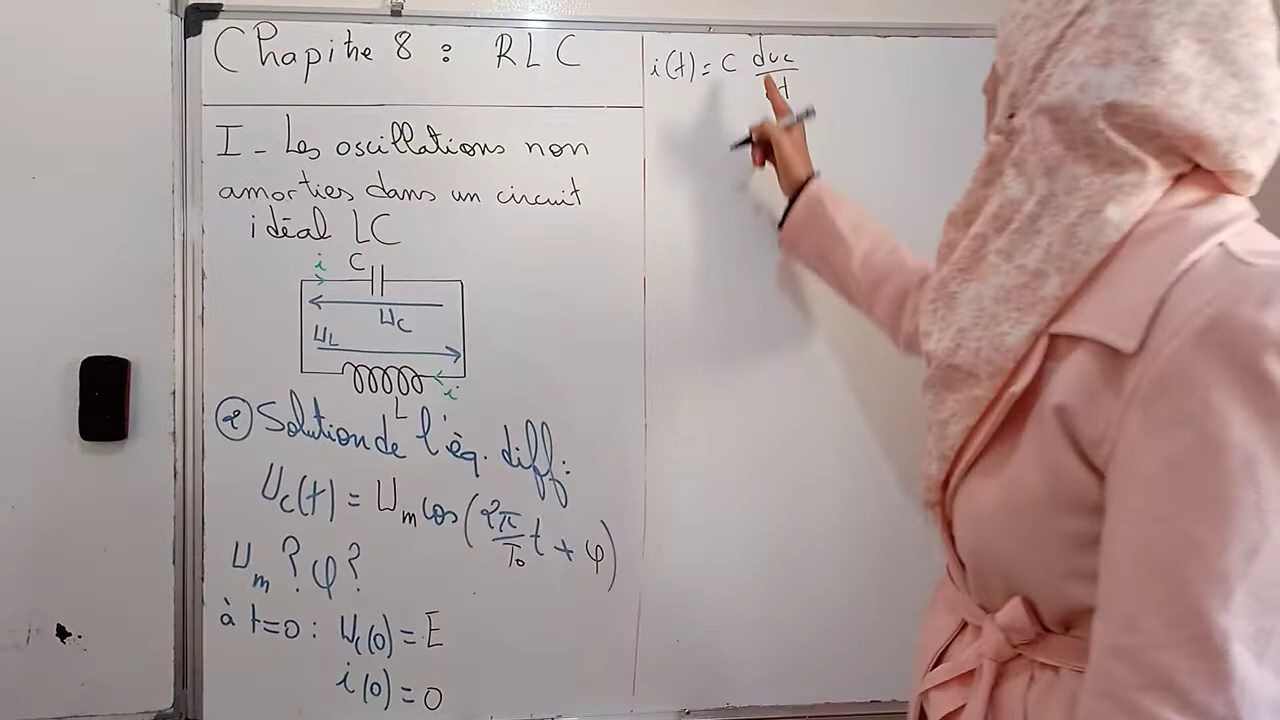 Chapitre 8 : RLC
I - Les oscillations non
amorties dans un circuit
idéal LC
i
C
Uc
UL
i
L
② Solution de l'éq. diff :
Uc(t) = Um cos(2π/T₀ t + φ)
Um ? φ ?
à t=0 : Uc(0) = E
i(0) = 0
i(t) = C duc/dt